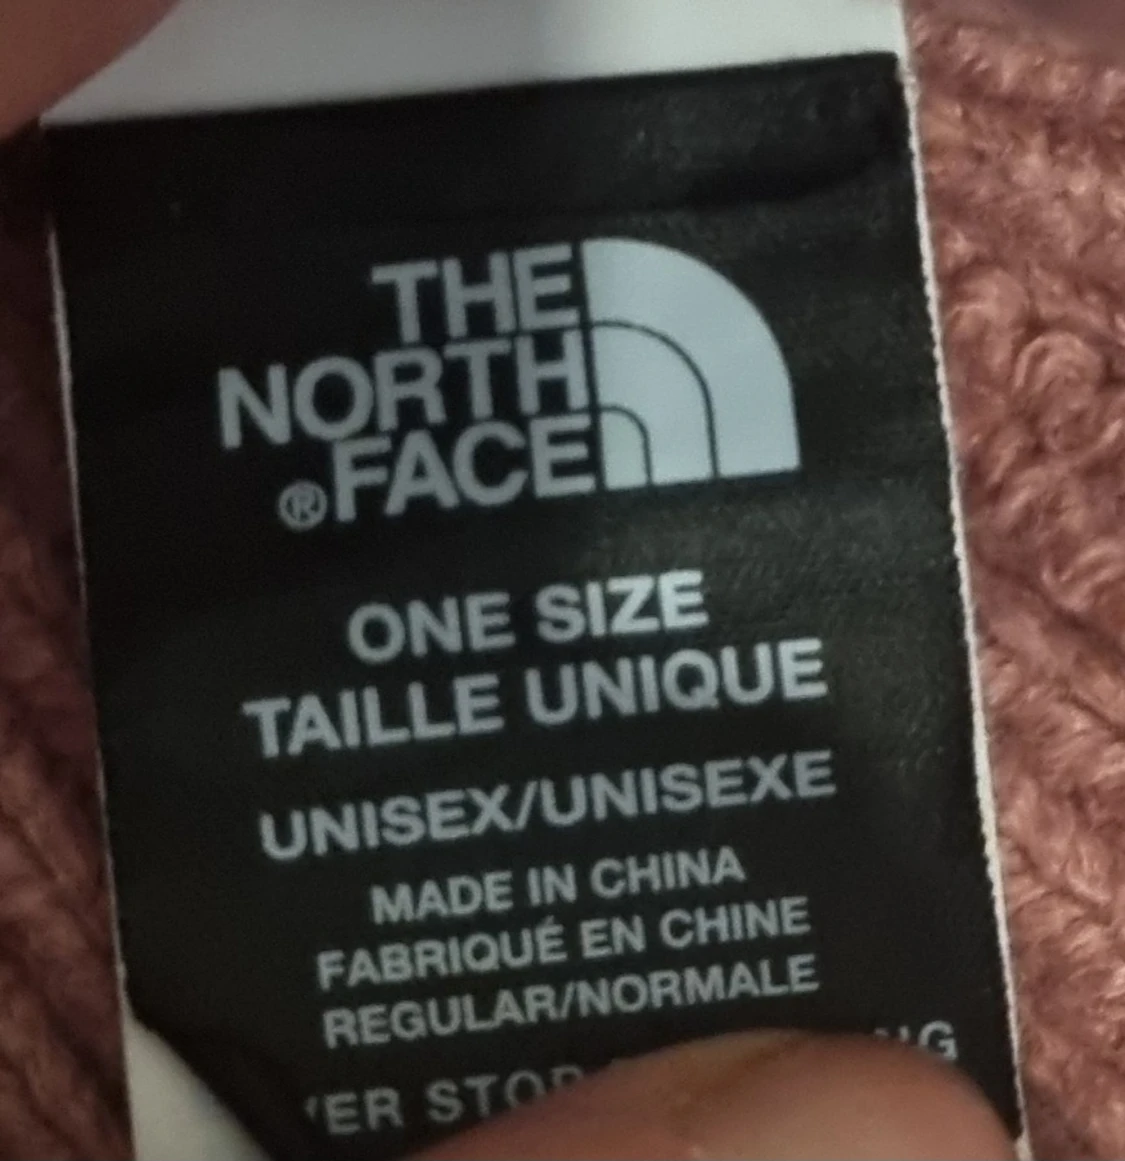 THE
NORTH
®FACE
ONE SIZE
TAILLE UNIQUE
UNISEX/UNISEXE
MADE IN CHINA
FABRIQUÉ EN CHINE
REGULAR/NORMALE